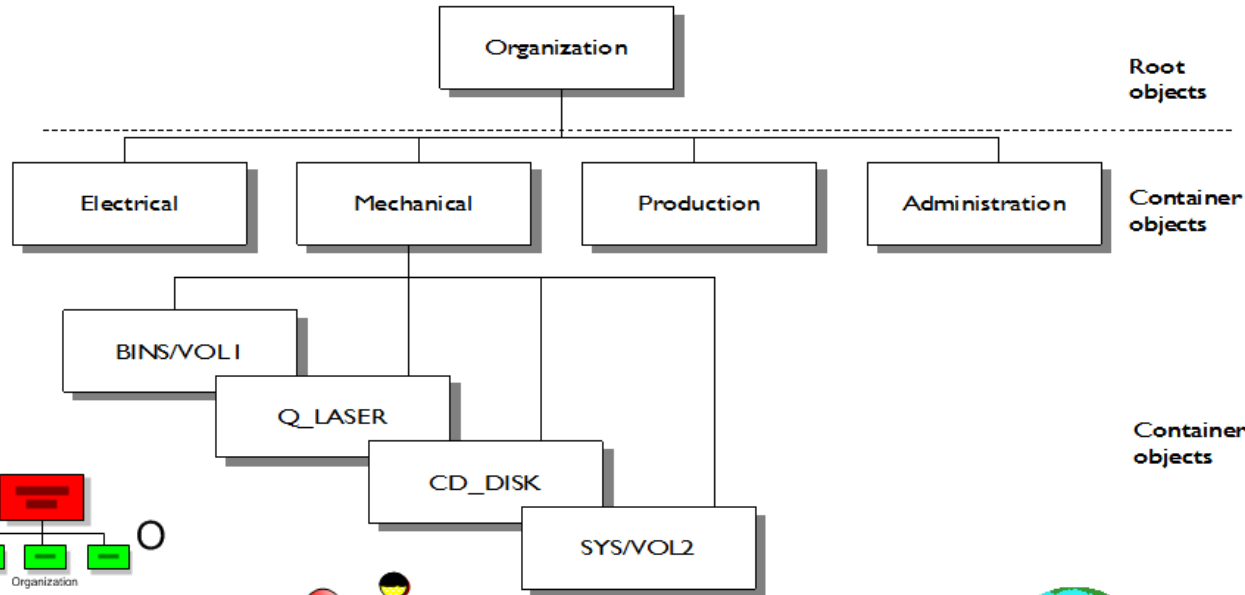 Organization
Root
objects
Electrical
Mechanical
Production
Administration
Container
objects
BINS/VOL1
Q_LASER
CD_DISK
SYS/VOL2
Container
objects
O
Organization